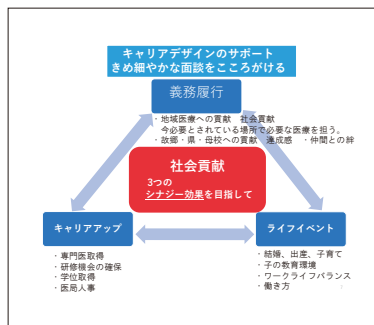 キャリアデザインのサポート
きめ細やかな面談をこころがける
義務履行
・地域医療への貢献　社会貢献
今必要とされている場所で必要な医療を担う。
・故郷・県・母校への貢献　達成感　・仲間との絆
社会貢献
3つの
シナジー効果を目指して
キャリアアップ
・専門医取得
・研修機会の確保
・学位取得
・医局人事
ライフイベント
・結婚、出産、子育て
・子の教育環境
・ワークライフバランス
・働き方